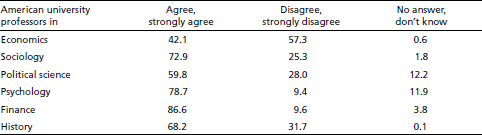 American university Agree, Disagree, No answer,
professors in strongly agree strongly disagree don't know
Economics 42.1 57.3 0.6
Sociology 72.9 25.3 1.8
Political science 59.8 28.0 12.2
Psychology 78.7 9.4 11.9
Finance 86.6 9.6 3.8
History 68.2 31.7 0.1